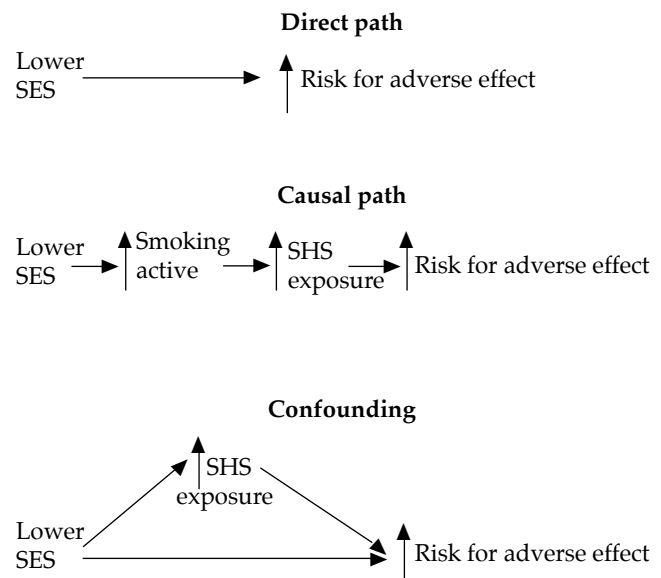 Direct path
Lower
SES
Risk for adverse effect
Causal path
Lower
SES
Smoking
active
SHS
exposure
Risk for adverse effect
Confounding
SHS
exposure
Lower
SES
Risk for adverse effect